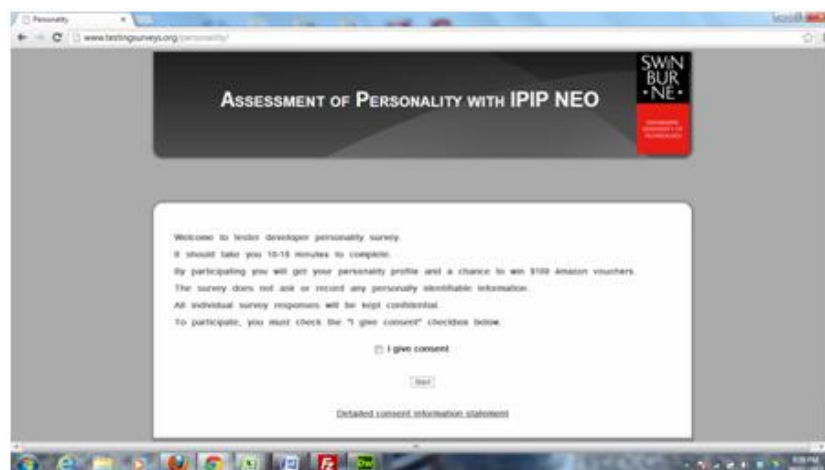 Personality
www.testingsurveys.org/personality/
ASSESSMENT OF PERSONALITY WITH IPIP NEO
SWIN
BUR
• NE •
Welcome to tester developer personality survey.
It should take you 10-15 minutes to complete.
By participating you will get your personality profile and a chance to win $100 Amazon vouchers.
The survey does not ask or record any personally identifiable information.
All individual survey responses will be kept confidential.
To participate, you must check the "I give consent" checkbox below.
I give consent
Start
Detailed consent information statement